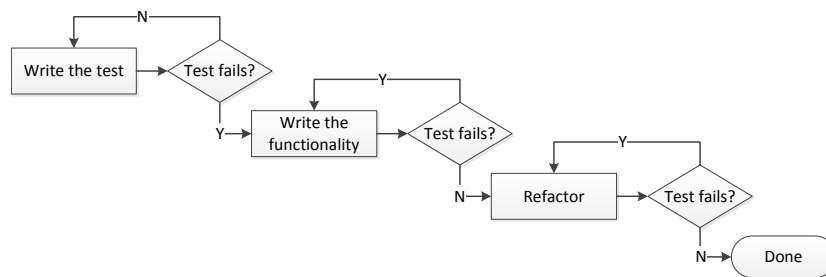 N
Write the test
Test fails?
Y
Y
Write the
functionality
Test fails?
N
Y
Refactor
Test fails?
N
Done